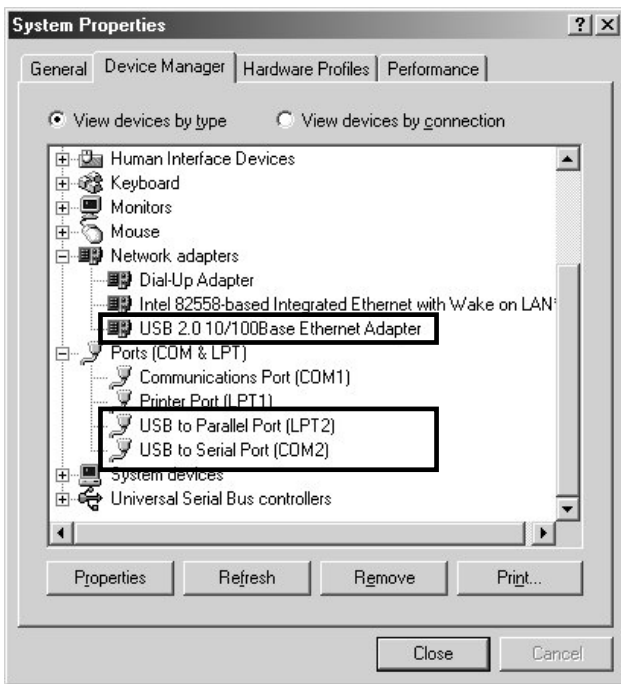 System Properties
General Device Manager Hardware Profiles Performance
View devices by type View devices by connection
Human Interface Devices
Keyboard
Monitors
Mouse
Network adapters
Dial-Up Adapter
Intel 82558-based Integrated Ethernet with Wake on LAN*
USB 2.0 10/100Base Ethernet Adapter
Ports (COM & LPT)
Communications Port (COM1)
Printer Port (LPT1)
USB to Parallel Port (LPT2)
USB to Serial Port (COM2)
System devices
Universal Serial Bus controllers
Properties Refresh Remove Print...
Close Cancel